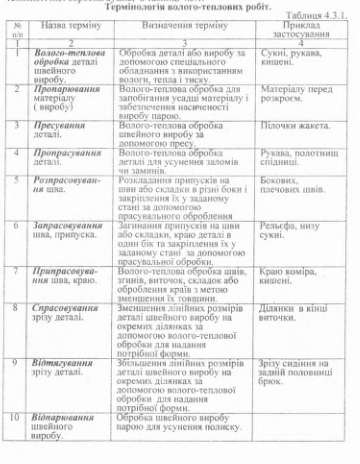 Термінологія волого-теплових робіт.
Таблиця 4.3.1.
№ п/п
Назва терміну
Визначення терміну
Приклад застосування
1
2
3
4
1
Волого-теплова
обробка деталі
швейного
виробу.
Обробка деталі або виробу за
допомогою спеціального
обладнання з використанням
вологи, тепла і тиску.
Сукні, рукава,
кишені.
2
Пропарювання
матеріалу
( виробу)
Волого-теплова обробка для
запобігання усадці матеріалу і
забезпечення насиченості
виробу парою.
Матеріалу перед
розкроєм.
3
Пресування
деталі.
Волого-теплова обробка
швейного виробу за
допомогою пресу.
Пілочки жакета.
4
Пропрасування
деталі.
Волого-теплова обробка
деталі для усунення заломів
чи заминів.
Рукава, полотнищ
спідниці.
5
Розпрасовуван-
ня шва.
Розкладання припусків на
шви або складки в різні боки і
закріплення їх у заданому
стані за допомогою
прасувального оброблення
Бокових,
плечових швів.
6
Запрасовування
шва, припуска.
Загинання припусків на шви
або складки, краю деталі в
один бік та закріплення їх у
заданому стані за допомогою
прасувальної обробки.
Рельєфа, низу
сукні.
7
Припрасовува-
ння шва, краю.
Волого-теплова обробка швів,
згинів, виточок, складок або
оброблення країв з метою
зменшення їх товщини.
Краю коміра,
кишені.
8
Спрасовування
зрізу деталі.
Зменшення лінійних розмірів
деталі швейного виробу на
окремих ділянках за
допомогою волого-теплової
обробки для надання
потрібної форми.
Ділянки в кінці
виточки.
9
Відтягування
зрізу деталі.
Збільшення лінійних розмірів
деталі швейного виробу на
окремих ділянках за
допомогою волого-теплової
обробки для надання
потрібної форми.
Зрізу сидіння на
задній половинці
брюк.
10
Відпарювання
швейного
виробу.
Обробка швейного виробу
парою для усунення полиску.